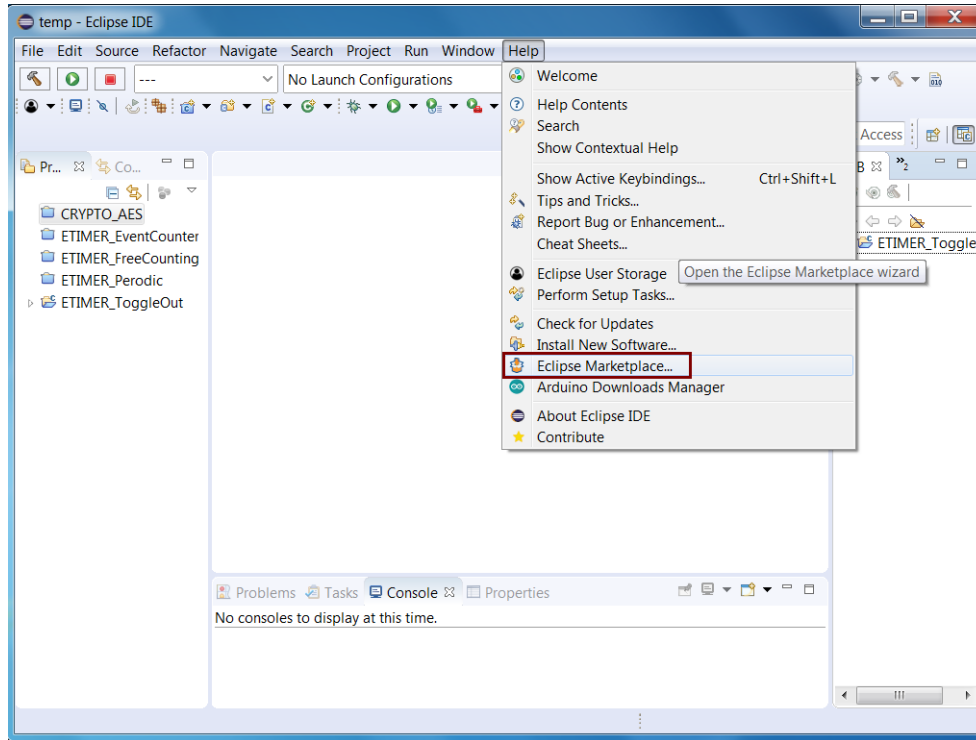 temp - Eclipse IDE
File Edit Source Refactor Navigate Search Project Run Window Help
--- No Launch Configurations
Welcome
Help Contents
Search
Show Contextual Help
Show Active Keybindings... Ctrl+Shift+L
Tips and Tricks...
Report Bug or Enhancement...
Cheat Sheets...
Eclipse User Storage
Open the Eclipse Marketplace wizard
Perform Setup Tasks...
Check for Updates
Install New Software...
Eclipse Marketplace...
Arduino Downloads Manager
About Eclipse IDE
Contribute
010
Access
Pr... Co...
B 2
CRYPTO_AES
ETIMER_EventCounter
ETIMER_FreeCounting
ETIMER_Perodic
ETIMER_ToggleOut
ETIMER_Toggle
Problems Tasks Console Properties
No consoles to display at this time.